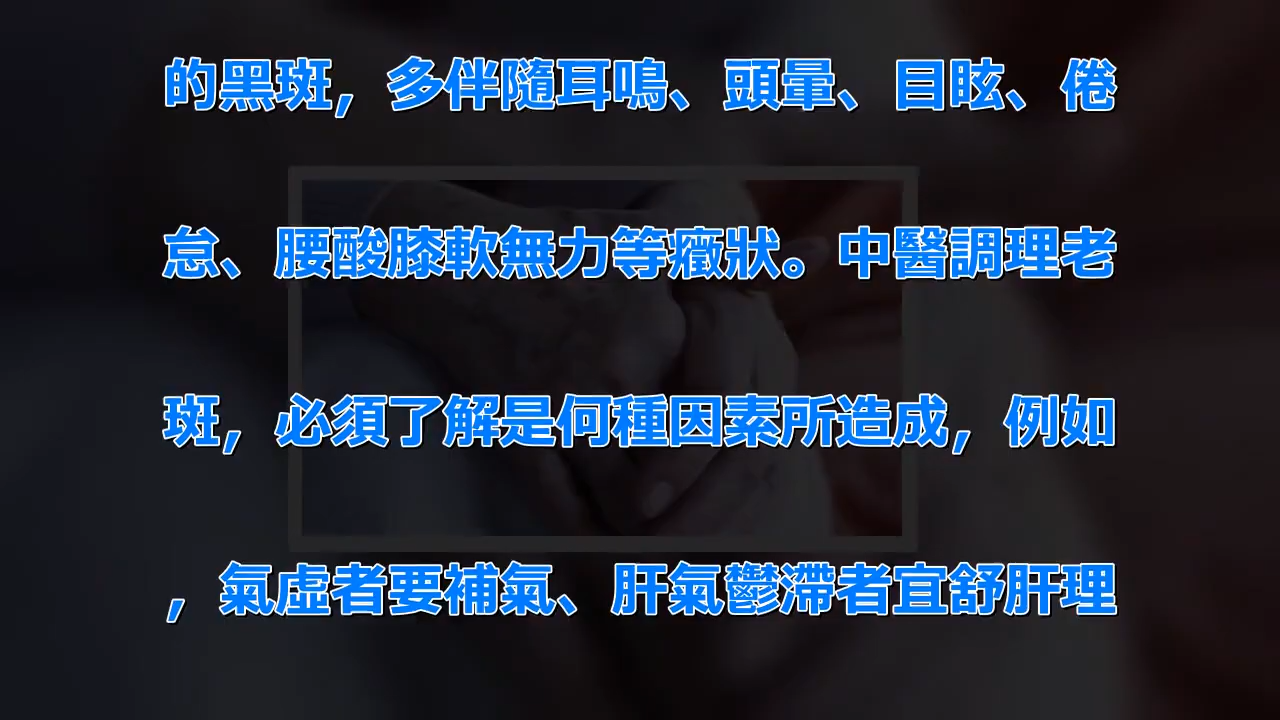 的黑斑，多伴隨耳鳴、頭暈、目眩、倦
怠、腰酸膝軟無力等癥狀。中醫調理老
斑，必須了解是何種因素所造成，例如
，氣虛者要補氣、肝氣鬱滯者宜舒肝理